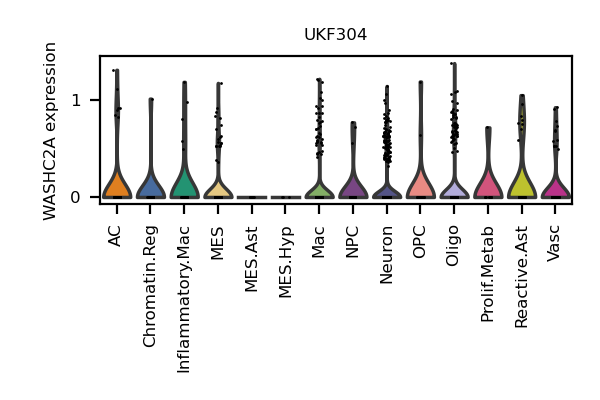 UKF304
WASHC2A expression
1
0
AC
Chromatin.Reg
Inflammatory.Mac
MES
MES.Ast
MES.Hyp
Mac
NPC
Neuron
OPC
Oligo
Prolif.Metab
Reactive.Ast
Vasc